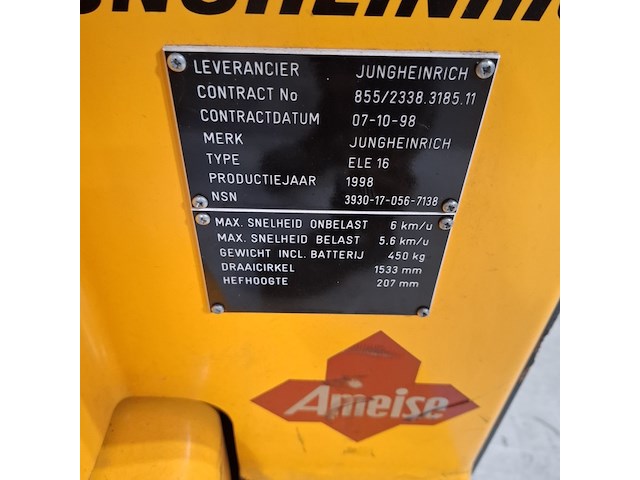 JUNGHEINRICH
LEVERANCIER JUNGHEINRICH
CONTRACT No 855/2338.3185.11
CONTRACTDATUM 07-10-98
MERK JUNGHEINRICH
TYPE ELE 16
PRODUCTIEJAAR 1998
NSN 3930-17-056-7138
MAX. SNELHEID ONBELAST 6 km/u
MAX. SNELHEID BELAST 5.6 km/u
GEWICHT INCL. BATTERIJ 450 kg
DRAAICIRKEL 1533 mm
HEFHOOGTE 207 mm
Ameise